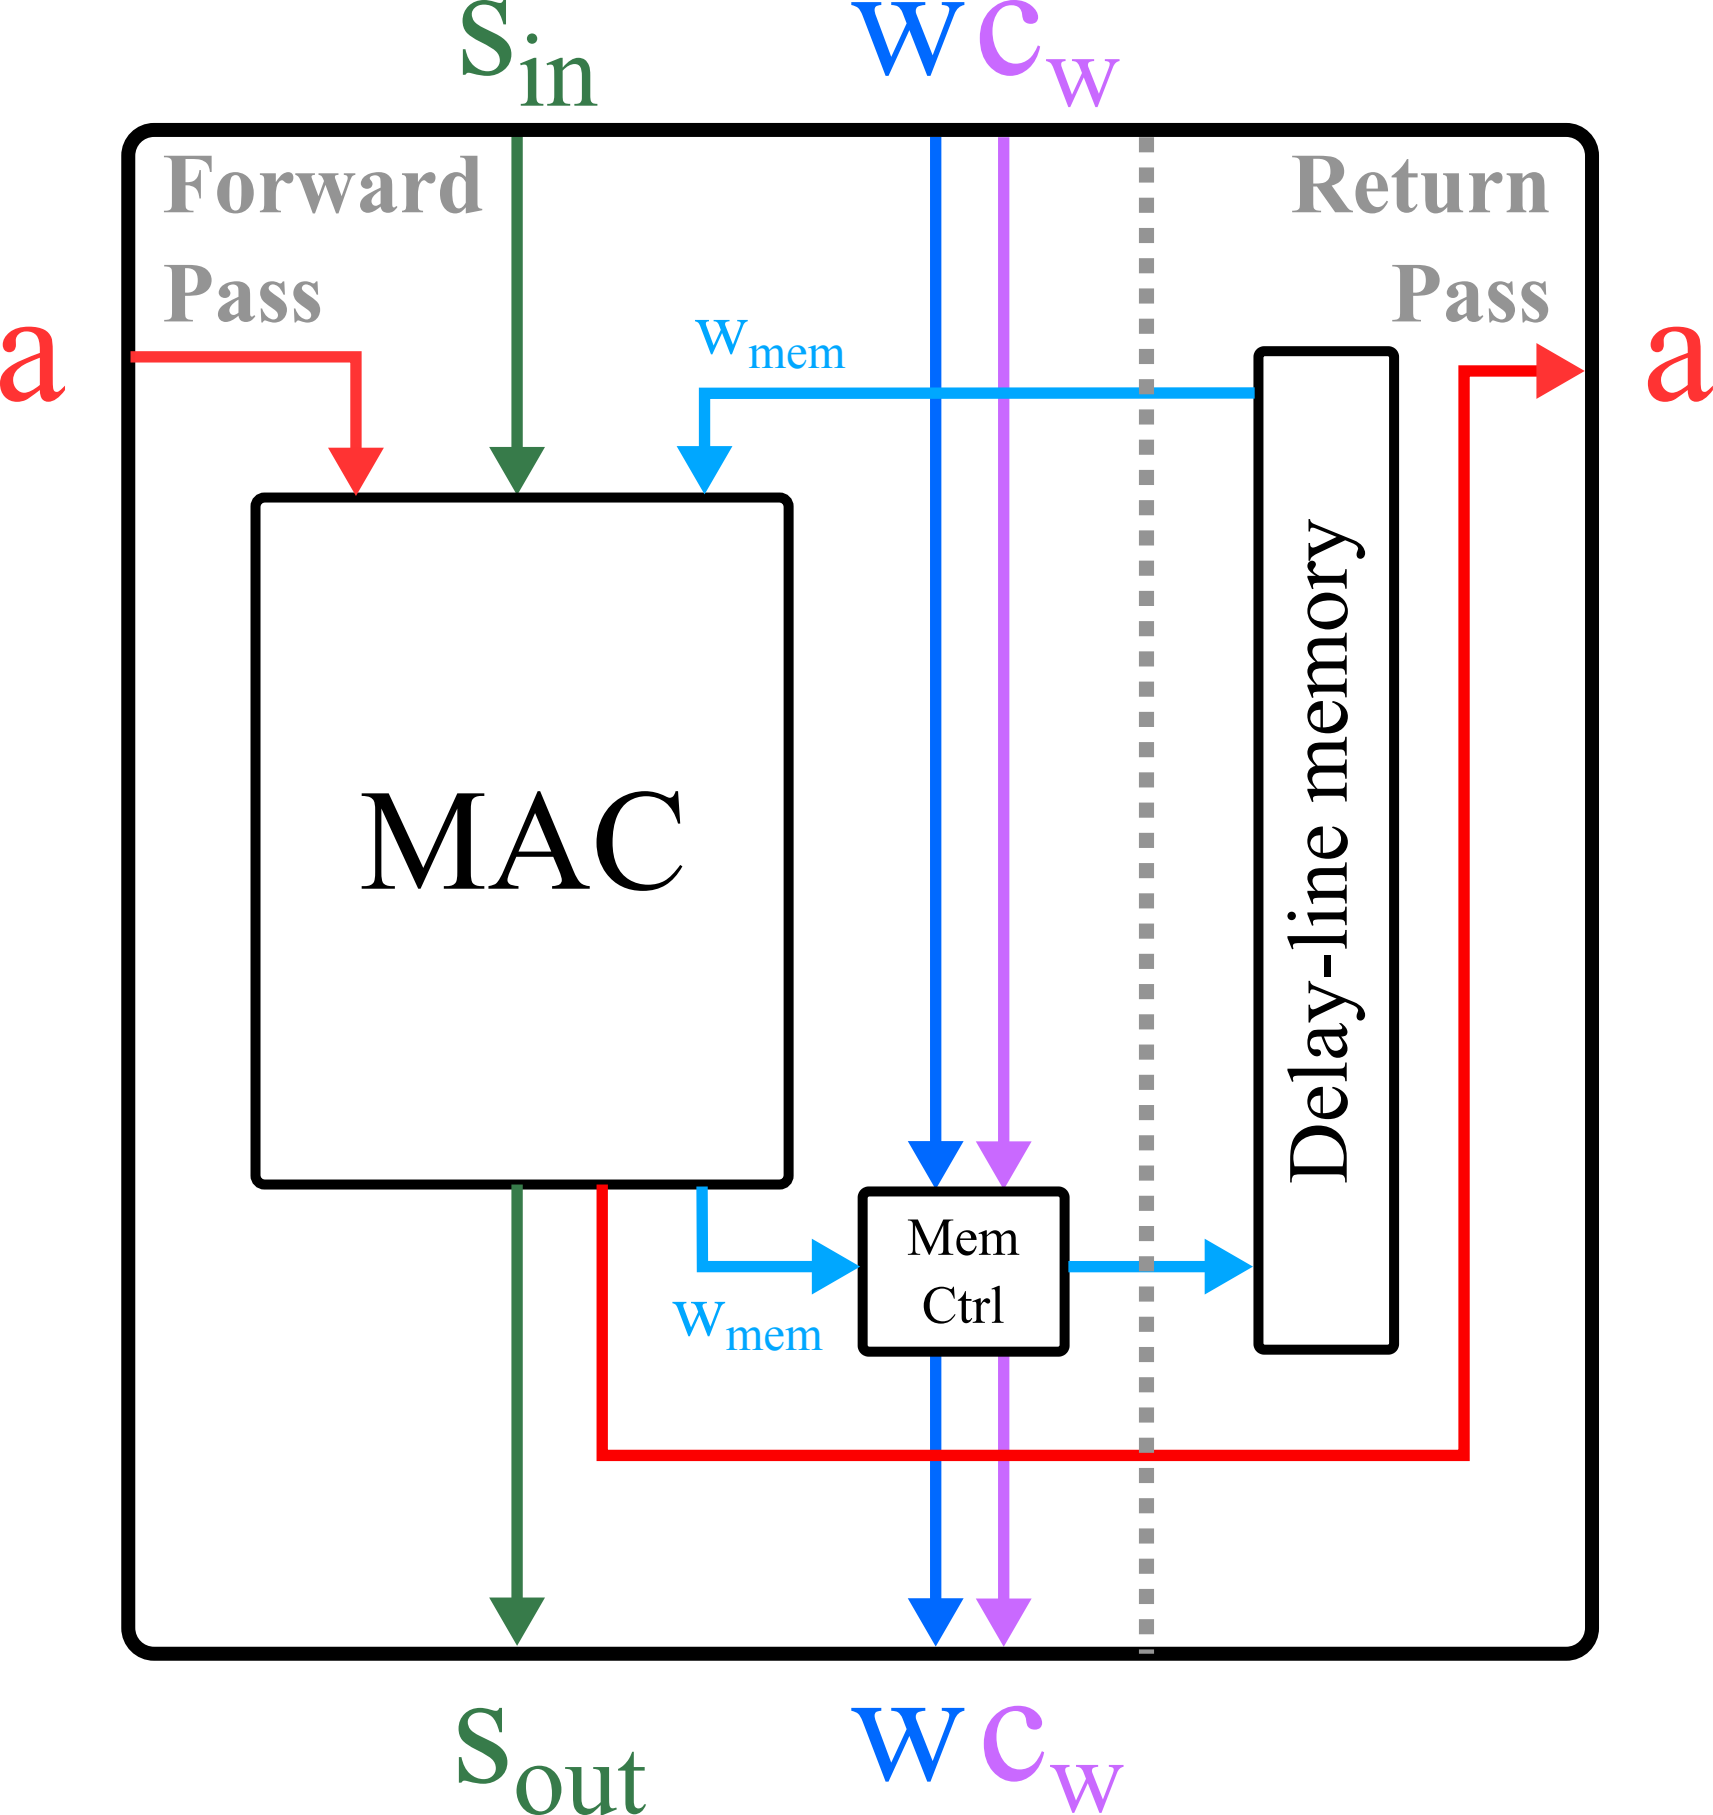 s_in
w c_w
Forward
Pass
Return
Pass
a
w_mem
a
MAC
Delay-line memory
Mem
Ctrl
w_mem
s_out
w c_w